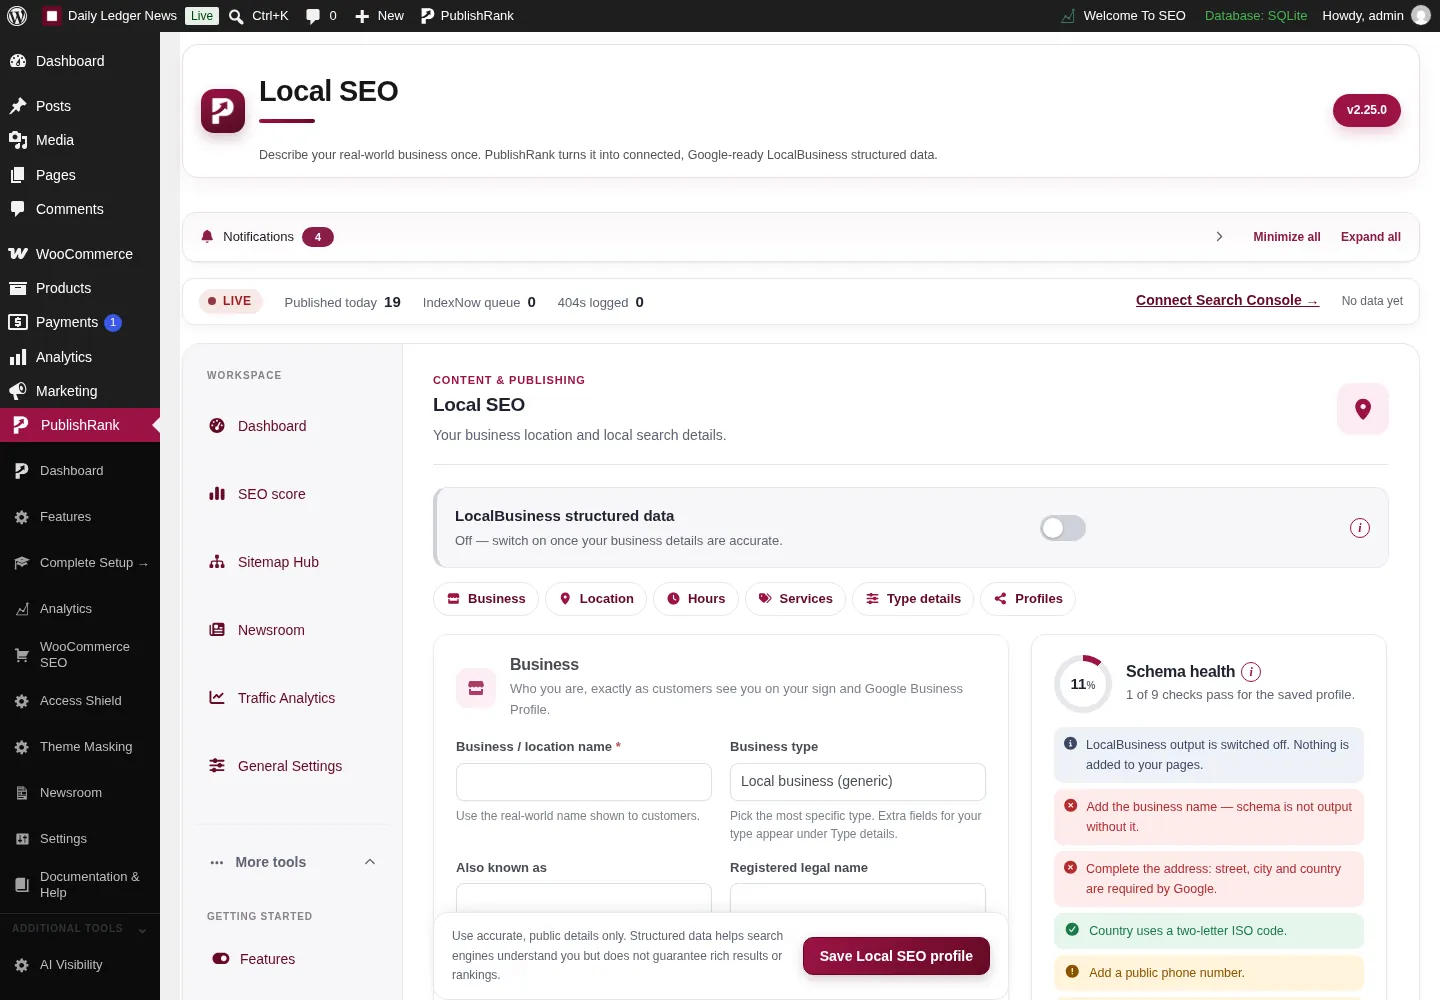 Daily Ledger News Live Ctrl+K 0 New PublishRank Welcome To SEO Database: SQLite Howdy, admin
Dashboard
Posts
Media
Pages
Comments
WooCommerce
Products
Payments 1
Analytics
Marketing
PublishRank
Dashboard
Features
Complete Setup →
Analytics
WooCommerce
SEO
Access Shield
Theme Masking
Newsroom
Settings
Documentation &
Help
ADDITIONAL TOOLS
AI Visibility
Local SEO
v2.25.0
Describe your real-world business once. PublishRank turns it into connected, Google-ready LocalBusiness structured data.
Notifications 4 Minimize all Expand all
LIVE Published today 19 IndexNow queue 0 404s logged 0 Connect Search Console → No data yet
WORKSPACE
Dashboard
SEO score
Sitemap Hub
Newsroom
Traffic Analytics
General Settings
More tools
GETTING STARTED
Features
CONTENT & PUBLISHING
Local SEO
Your business location and local search details.
LocalBusiness structured data
Off — switch on once your business details are accurate.
i
Business Location Hours Services Type details Profiles
Business
Who you are, exactly as customers see you on your sign and Google Business
Profile.
Business / location name *
Use the real-world name shown to customers.
Business type
Local business (generic)
Pick the most specific type. Extra fields for your
type appear under Type details.
Also known as
Registered legal name
Use accurate, public details only. Structured data helps search
engines understand you but does not guarantee rich results or
rankings.
Save Local SEO profile
11%
Schema health i
1 of 9 checks pass for the saved profile.
LocalBusiness output is switched off. Nothing is
added to your pages.
Add the business name — schema is not output
without it.
Complete the address: street, city and country
are required by Google.
Country uses a two-letter ISO code.
Add a public phone number.